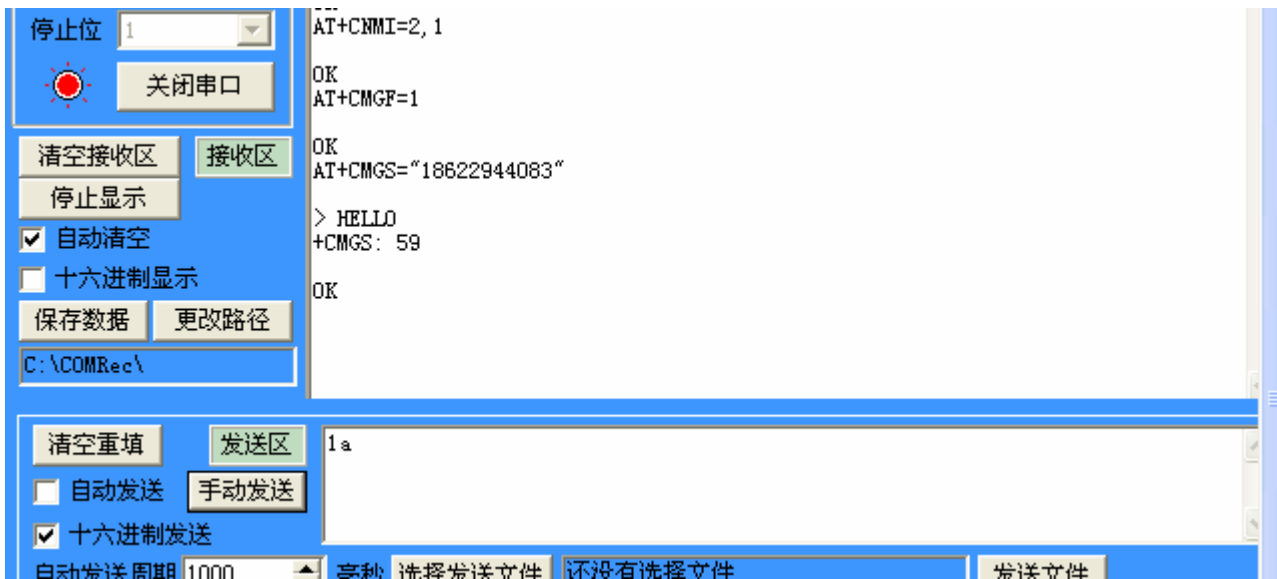 停止位 1
关闭串口
清空接收区 接收区
停止显示
自动清空
十六进制显示
保存数据 更改路径
C:\COMRec\
AT+CNMI=2,1
OK
AT+CMGF=1
OK
AT+CMGS="18622944083"
> HELLO
+CMGS: 59
OK
清空重填 发送区
1a
自动发送 手动发送
十六进制发送
自动发送周期 1000 毫秒 选择发送文件 还没有选择文件 发送文件